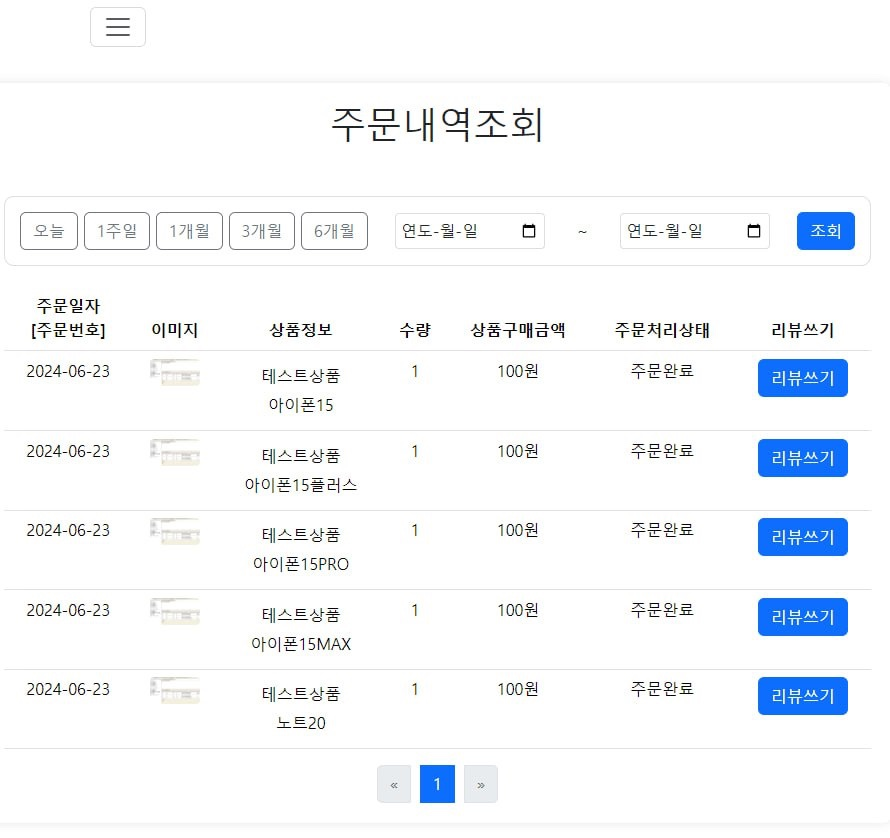 주문내역조회
오늘 1주일 1개월 3개월 6개월 연도-월-일 ~ 연도-월-일 조회
주문일자
[주문번호] 이미지 상품정보 수량 상품구매금액 주문처리상태 리뷰쓰기
2024-06-23 테스트상품 1 100원 주문완료 리뷰쓰기
아이폰15
2024-06-23 테스트상품 1 100원 주문완료 리뷰쓰기
아이폰15플러스
2024-06-23 테스트상품 1 100원 주문완료 리뷰쓰기
아이폰15PRO
2024-06-23 테스트상품 1 100원 주문완료 리뷰쓰기
아이폰15MAX
2024-06-23 테스트상품 1 100원 주문완료 리뷰쓰기
노트20
« 1 »